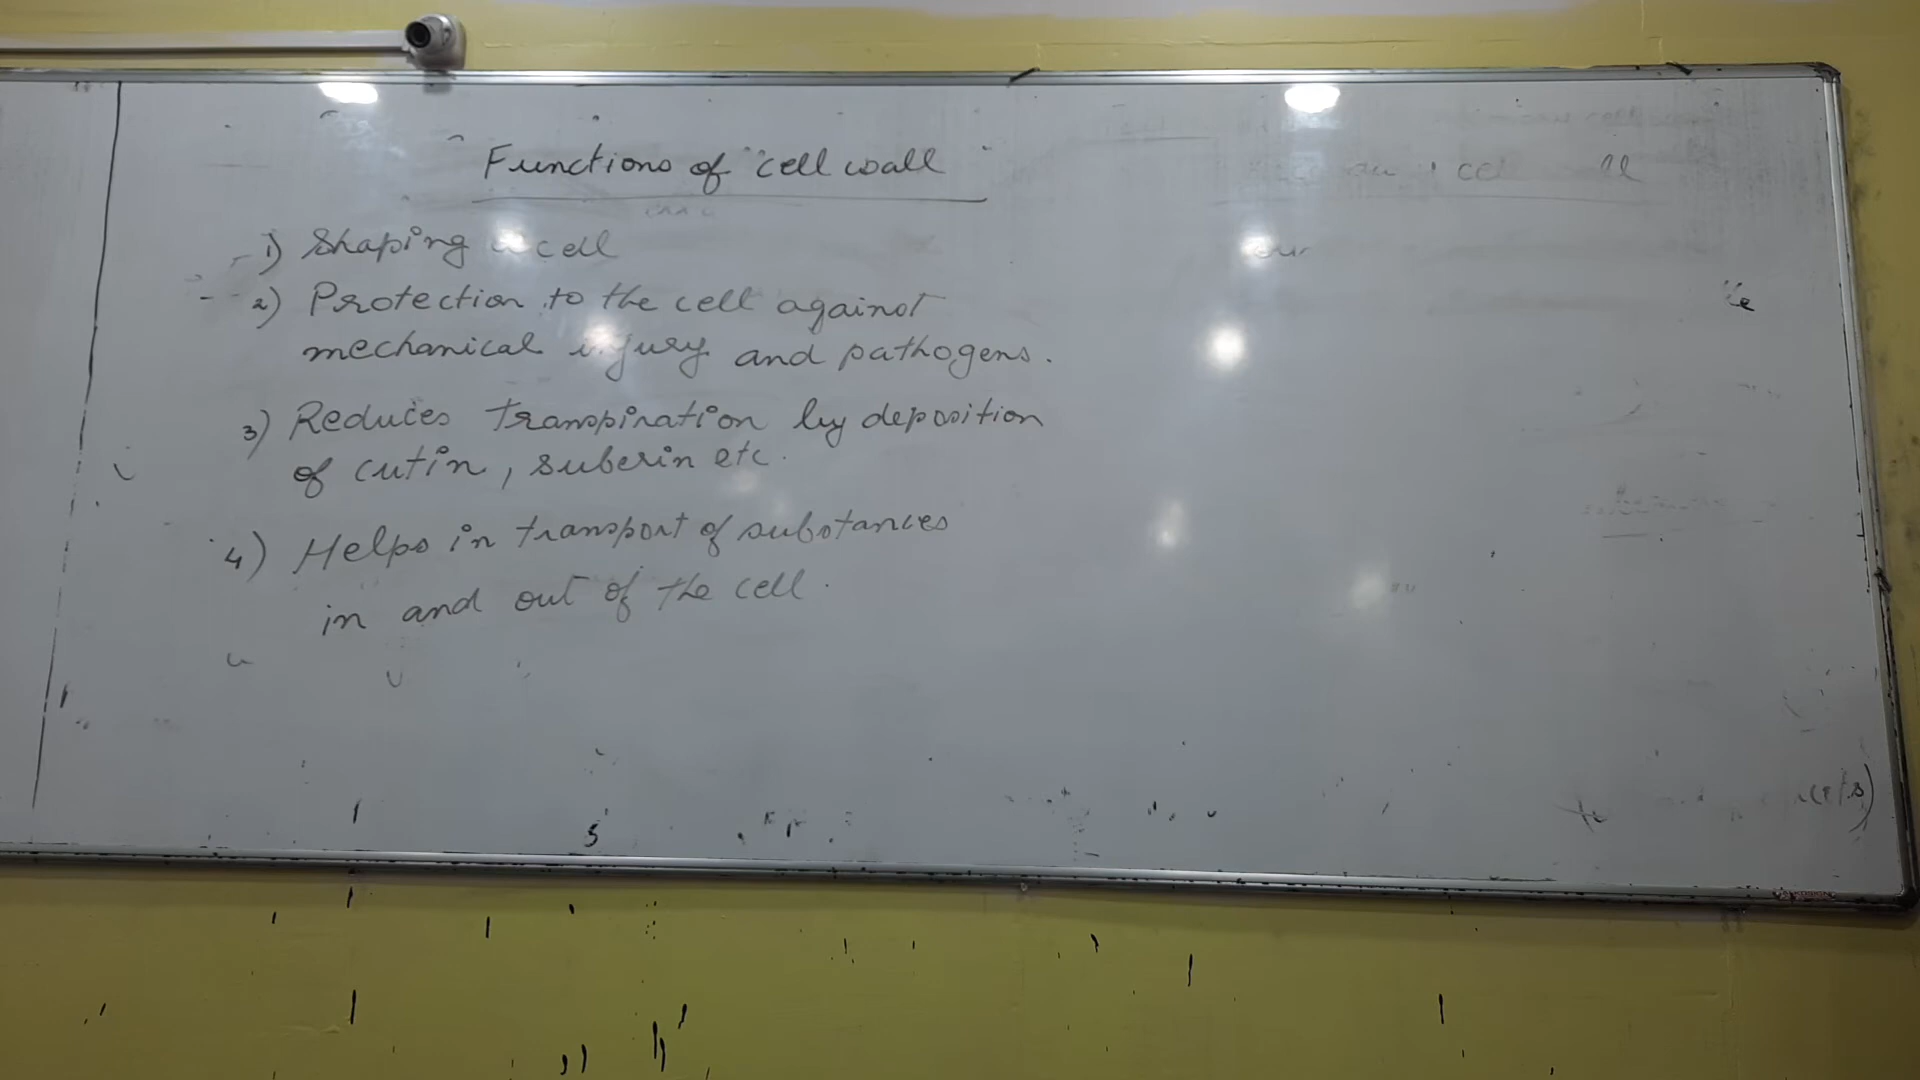 Functions of "cell wall
1) Shaping a cell
2) Protection to the cell against
mechanical injury and pathogens.
3) Reduces transpiration by deposition
of cutin, suberin etc.
4) Helps in transport of substances
in and out of the cell.